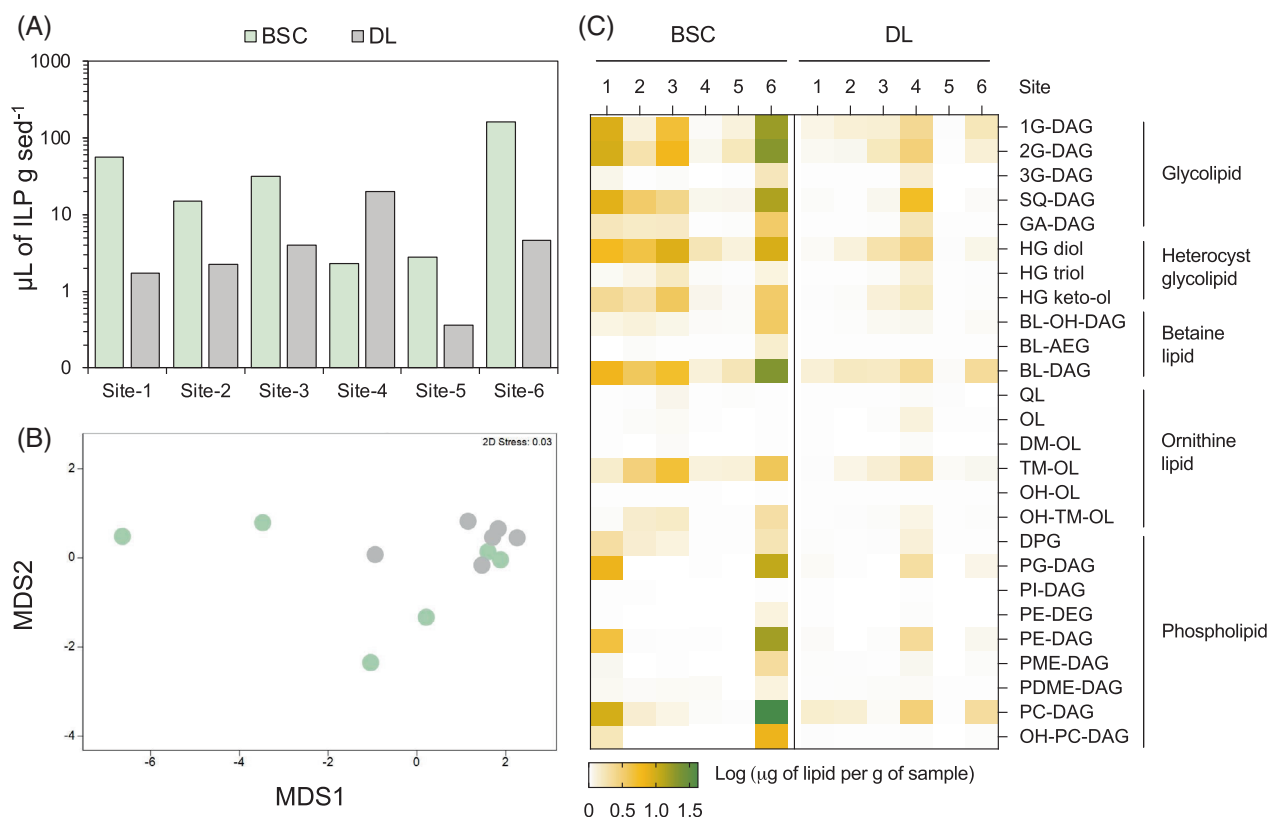 (A)
BSC DL
μL of ILP g sed⁻¹
1000
100
10
1
0
Site-1 Site-2 Site-3 Site-4 Site-5 Site-6
(B)
2D Stress: 0.03
MDS2
2
0
-2
-4
-6 -4 -2 0 2
MDS1
(C)
BSC DL
1 2 3 4 5 6 1 2 3 4 5 6 Site
1G-DAG
2G-DAG
3G-DAG
SQ-DAG
GA-DAG
Glycolipid
HG diol
HG triol
HG keto-ol
Heterocyst
glycolipid
BL-OH-DAG
BL-AEG
BL-DAG
Betaine
lipid
QL
OL
DM-OL
TM-OL
OH-OL
OH-TM-OL
Ornithine
lipid
DPG
PG-DAG
PI-DAG
PE-DEG
PE-DAG
PME-DAG
PDME-DAG
PC-DAG
OH-PC-DAG
Phospholipid
Log (μg of lipid per g of sample)
0 0.5 1.0 1.5